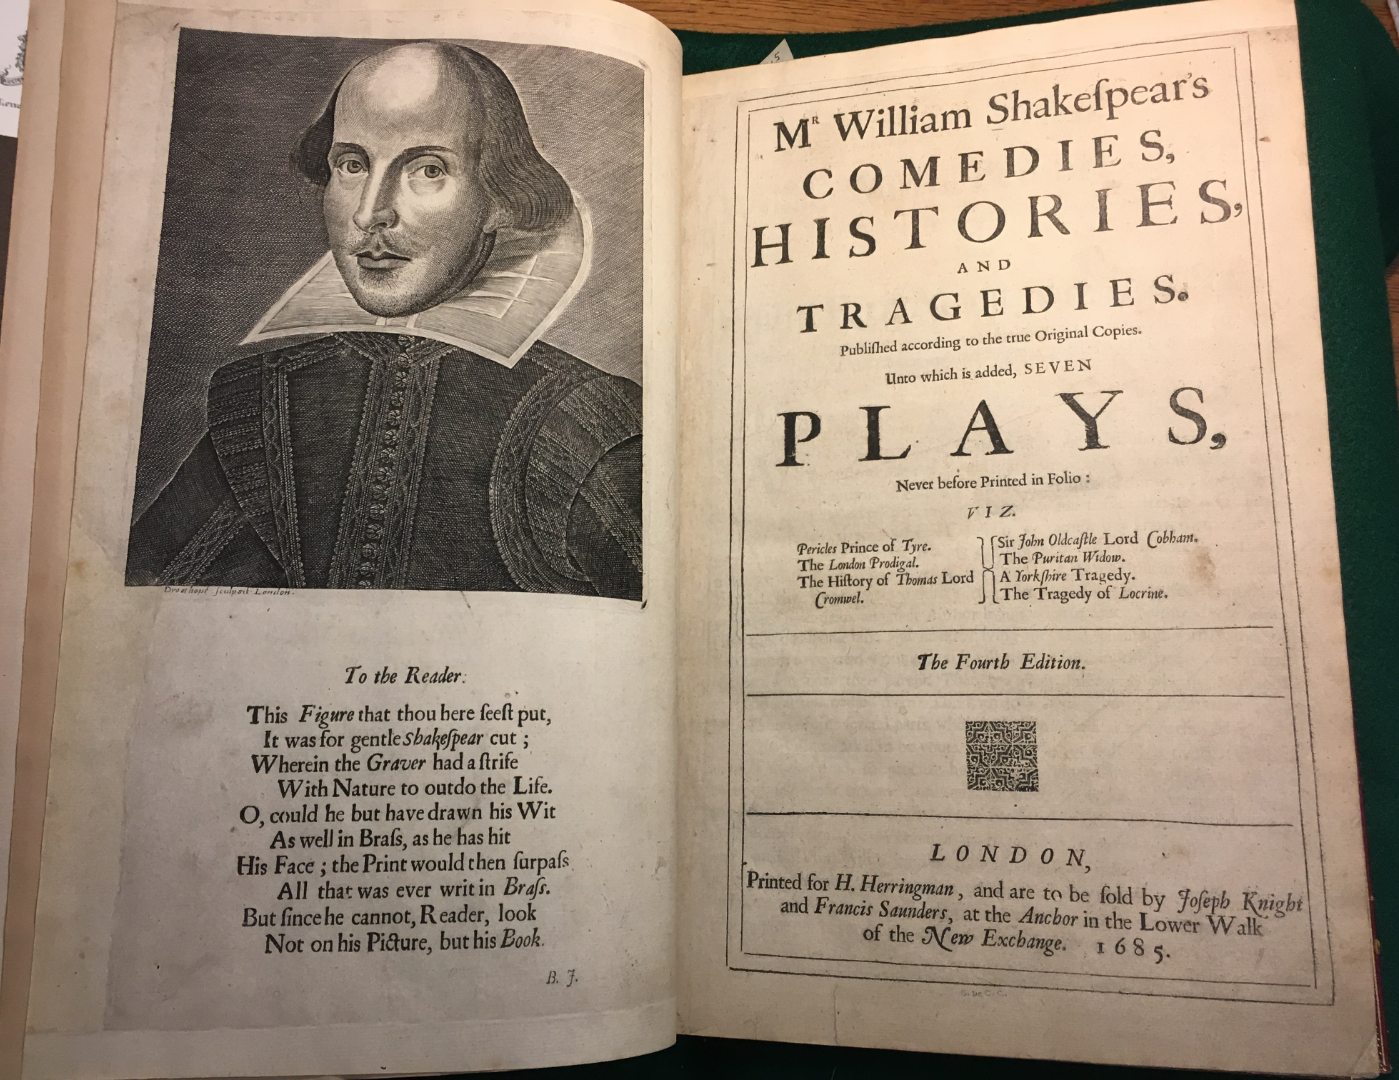 Droeshout sculpsit London.
To the Reader:
This Figure that thou here ſeeſt put,
It was for gentle Shakeſpear cut ;
Wherein the Graver had a ſtrife
With Nature to outdo the Life.
O, could he but have drawn his Wit
As well in Braſs, as he has hit
His Face ; the Print would then ſurpaſs
All that was ever writ in Braſs.
But ſince he cannot, Reader, look
Not on his Picture, but his Book.
B. J.
Mr William Shakeſpear's
COMEDIES,
HISTORIES,
AND
TRAGEDIES.
Publiſhed according to the true Original Copies.
Unto which is added, SEVEN
PLAYS,
Never before Printed in Folio :
VIZ.
Pericles Prince of Tyre.
The London Prodigal.
The Hiſtory of Thomas Lord
Cromwel.
Sir John Oldcaſtle Lord Cobham.
The Puritan Widow.
A Yorkſhire Tragedy.
The Tragedy of Locrine.
The Fourth Edition.
LONDON,
Printed for H. Herringman, and are to be ſold by Joſeph Knight
and Francis Saunders, at the Anchor in the Lower Walk
of the New Exchange. 1685.